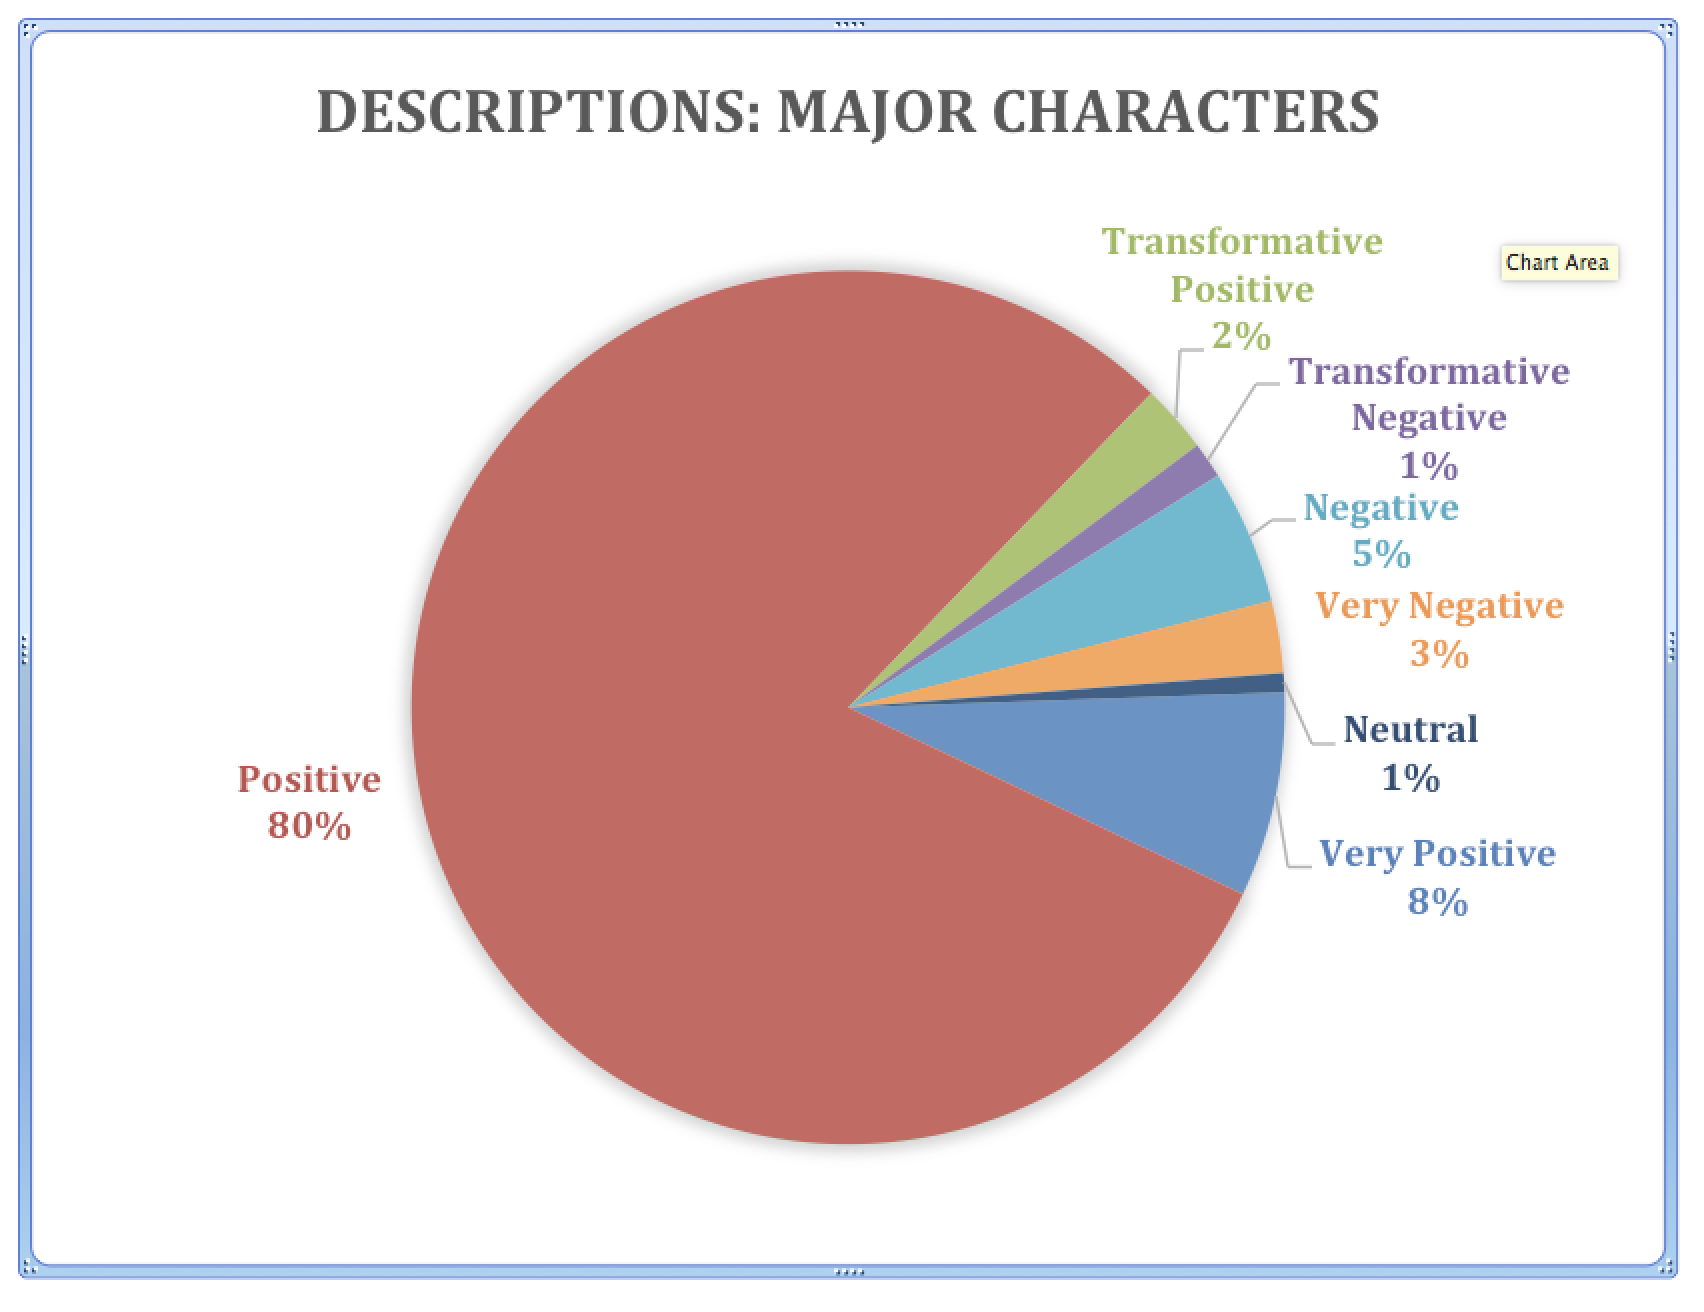 DESCRIPTIONS: MAJOR CHARACTERS
Transformative
Positive
2%
Chart Area
Transformative
Negative
1%
Negative
5%
Very Negative
3%
Neutral
1%
Very Positive
8%
Positive
80%